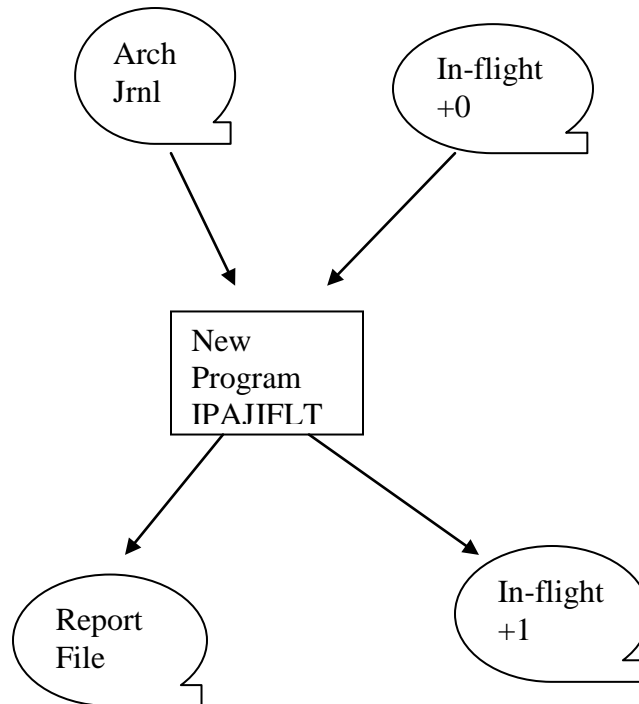 Arch
Jrnl
In-flight
+0
New
Program
IPAJIFLT
Report
File
In-flight
+1